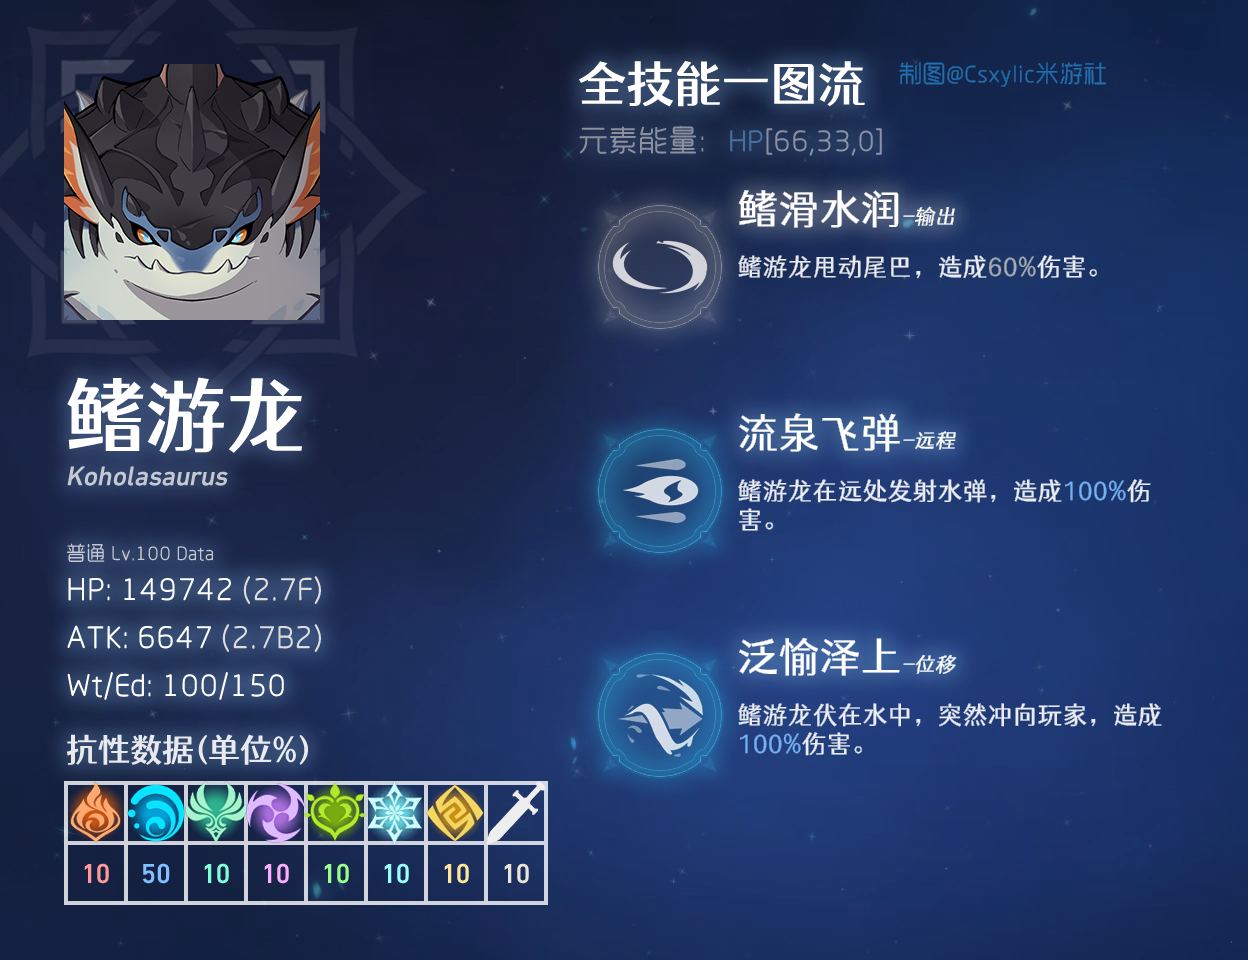 鳍游龙
Koholasaurus
普通 Lv.100 Data
HP: 149742 (2.7F)
ATK: 6647 (2.7B2)
Wt/Ed: 100/150
抗性数据(单位%)
10 50 10 10 10 10 10 10
全技能一图流 制图@Csxylic米游社
元素能量: HP[66,33,0]
鳍滑水润-输出
鳍游龙甩动尾巴，造成60%伤害。
流泉飞弹-远程
鳍游龙在远处发射水弹，造成100%伤
害。
泛愉泽上-位移
鳍游龙伏在水中，突然冲向玩家，造成
100%伤害。